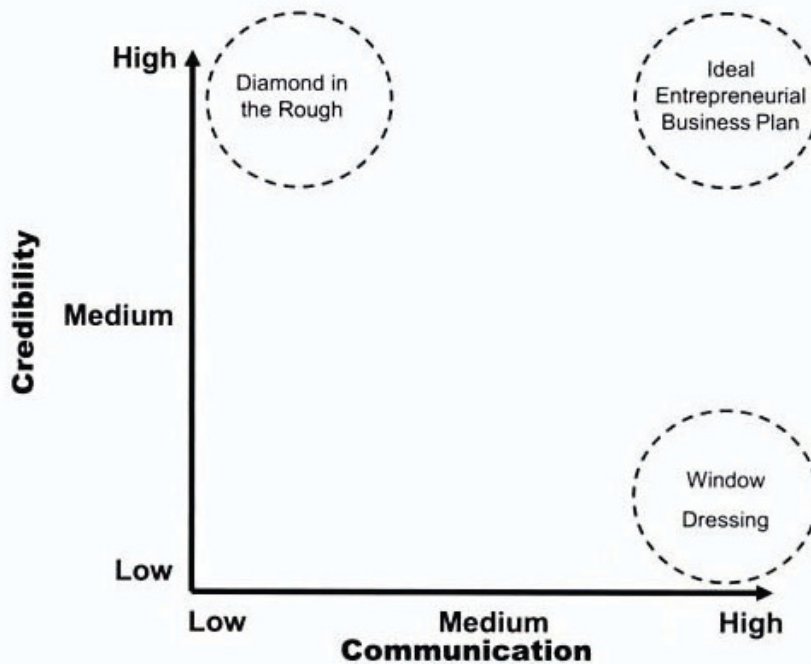 High
Diamond in
the Rough
Ideal
Entrepreneurial
Business Plan
Credibility
Medium
Window
Dressing
Low
Low Medium High
Communication